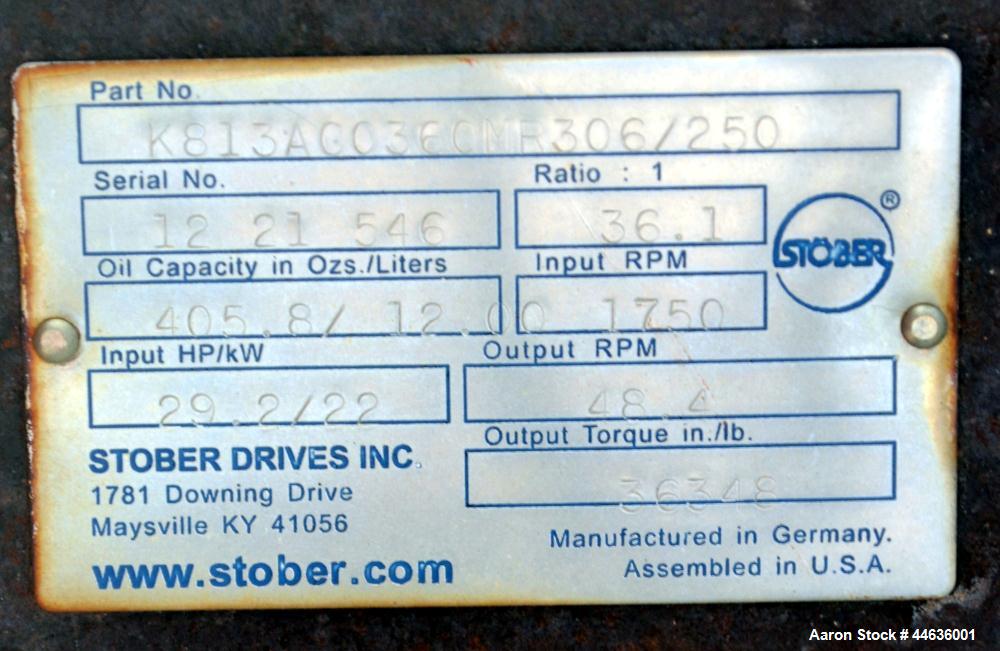 Part No.
K813AG0360MR306/250
Serial No.
Ratio : 1
12 21 546
36.1
STÖBER®
Oil Capacity in Ozs./Liters
Input RPM
405.8/ 12.00
1750
Input HP/kW
Output RPM
29.2/22
48.4
Output Torque in./lb.
36348
STOBER DRIVES INC.
1781 Downing Drive
Maysville KY 41056
www.stober.com
Manufactured in Germany.
Assembled in U.S.A.
Aaron Stock # 44636001